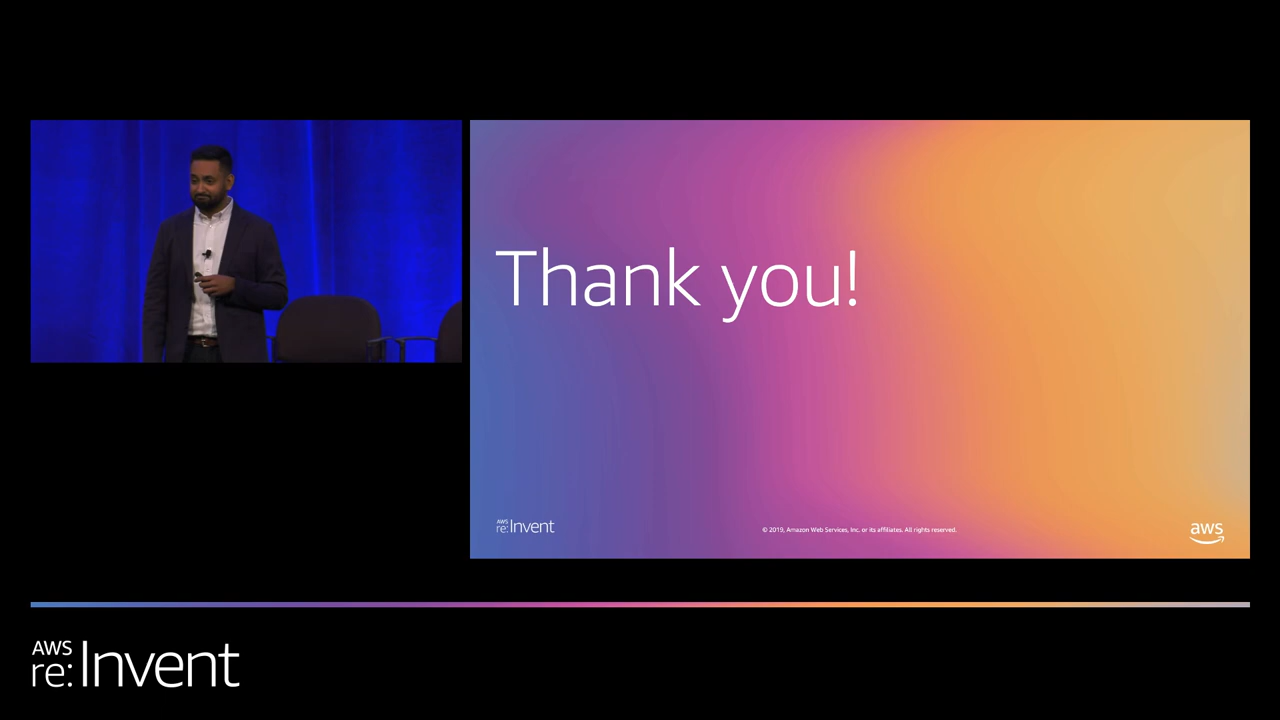 Thank you!
AWS
re:Invent
© 2019, Amazon Web Services, Inc. or its affiliates. All rights reserved.
aws
AWS
re:Invent